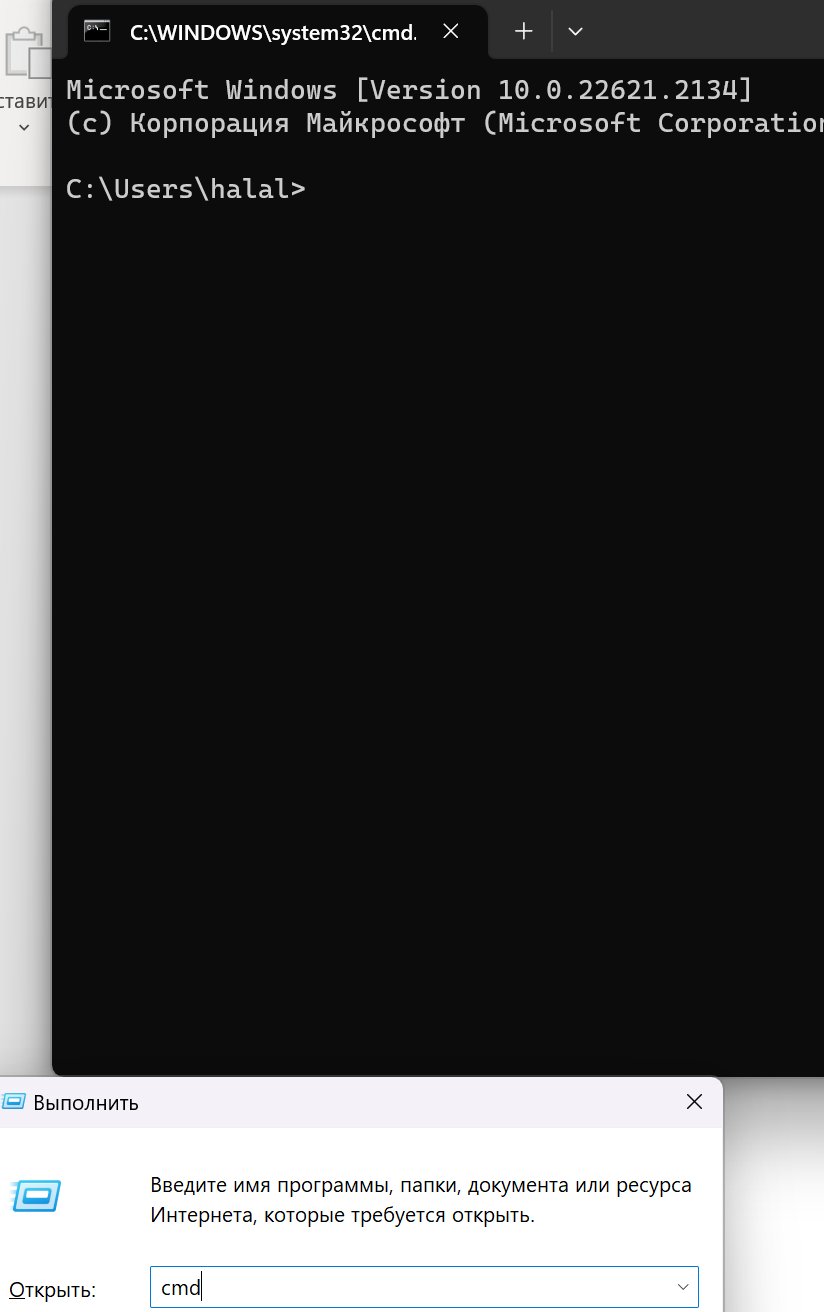 C:\WINDOWS\system32\cmd.
Microsoft Windows [Version 10.0.22621.2134]
(c) Корпорация Майкрософт (Microsoft Corporation
ставит
C:\Users\halal>
Выполнить
Введите имя программы, папки, документа или ресурса
Интернета, которые требуется открыть.
Открыть:
cmd